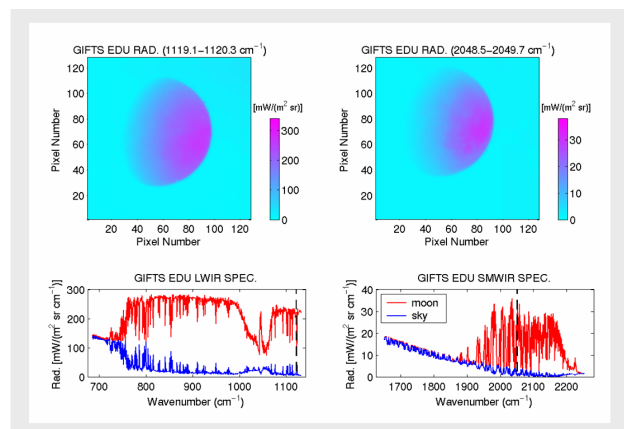 GIFTS EDU RAD. (1119.1−1120.3 cm⁻¹)
[mW/(m² sr)]
Pixel Number
120
100
80
60
40
20
0 20 40 60 80 100 120
Pixel Number
300
200
100
0
GIFTS EDU RAD. (2048.5−2049.7 cm⁻¹)
[mW/(m² sr)]
Pixel Number
120
100
80
60
40
20
0 20 40 60 80 100 120
Pixel Number
30
20
10
0
GIFTS EDU LWIR SPEC.
Rad. [mW/(m² sr cm⁻¹)]
300
200
100
0
700 800 900 1000 1100
Wavenumber (cm⁻¹)
GIFTS EDU SMWIR SPEC.
moon
sky
Rad. [mW/(m² sr cm⁻¹)]
40
30
20
10
0
1700 1800 1900 2000 2100 2200
Wavenumber (cm⁻¹)